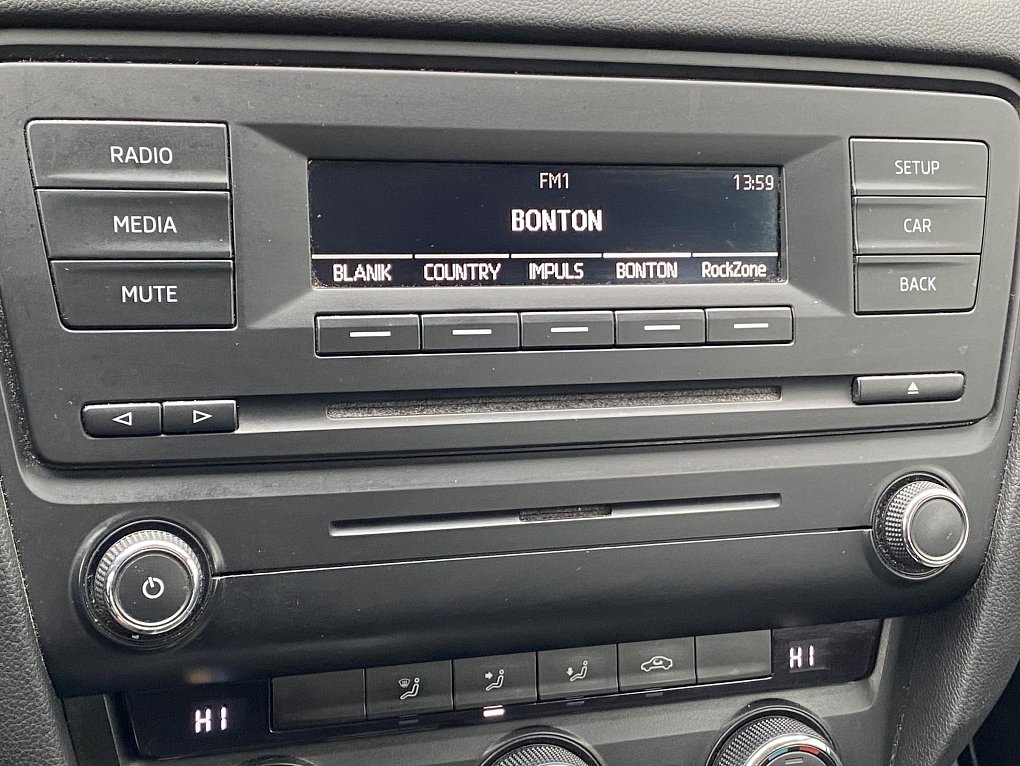 RADIO
MEDIA
MUTE
FM1 13:59
BONTON
BLANIK COUNTRY IMPULS BONTON RockZone
SETUP
CAR
BACK
HI
HI